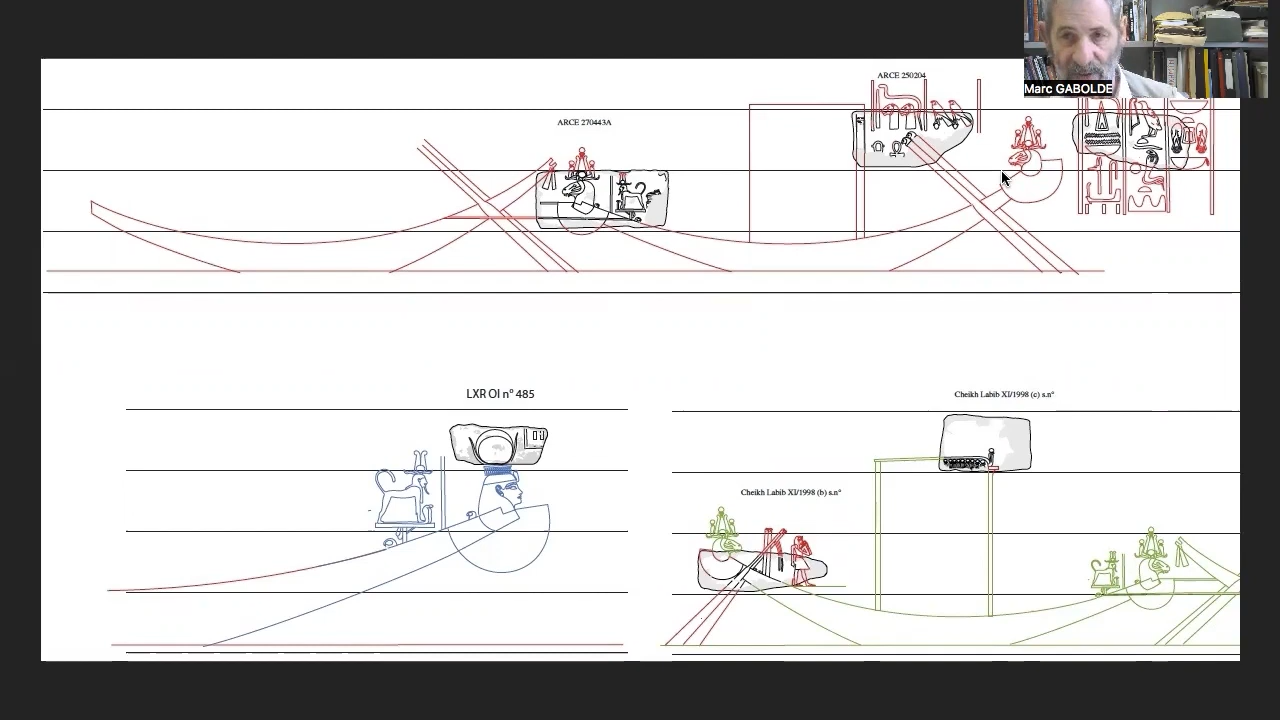 ARCE 250204
Marc GABOLDE
ARCE 270443A
LXR OI n° 485
Cheikh Labib XI/1998 (c) s.n°
Cheikh Labib XI/1998 (b) s.n°